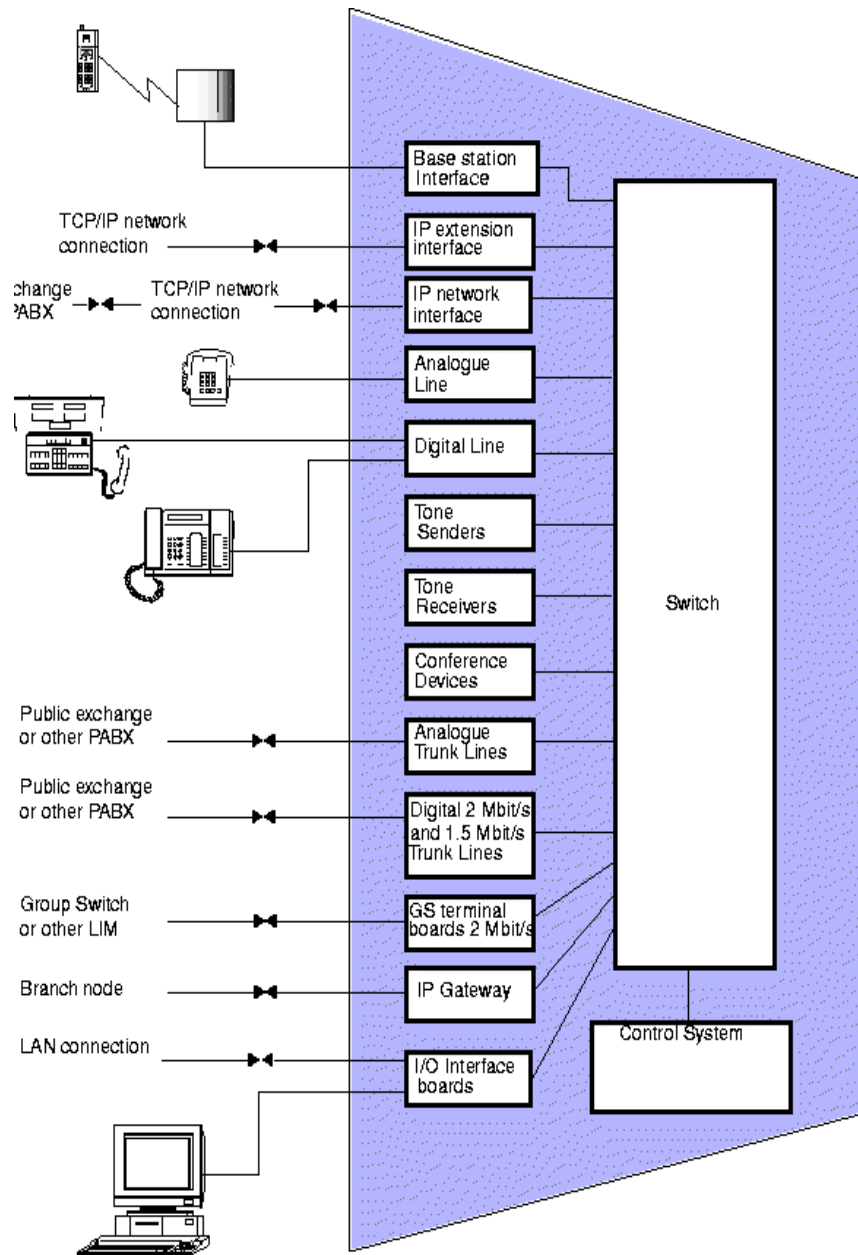 Base station
Interface
TCP/IP network
connection
IP extension
interface
change
PABX
TCP/IP network
connection
IP network
interface
Analogue
Line
Digital Line
Tone
Senders
Tone
Receivers
Switch
Conference
Devices
Public exchange
or other PABX
Analogue
Trunk Lines
Public exchange
or other PABX
Digital 2 Mbit/s
and 1.5 Mbit/s
Trunk Lines
Group Switch
or other LIM
GS terminal
boards 2 Mbit/s
Branch node
IP Gateway
Control System
LAN connection
I/O Interface
boards